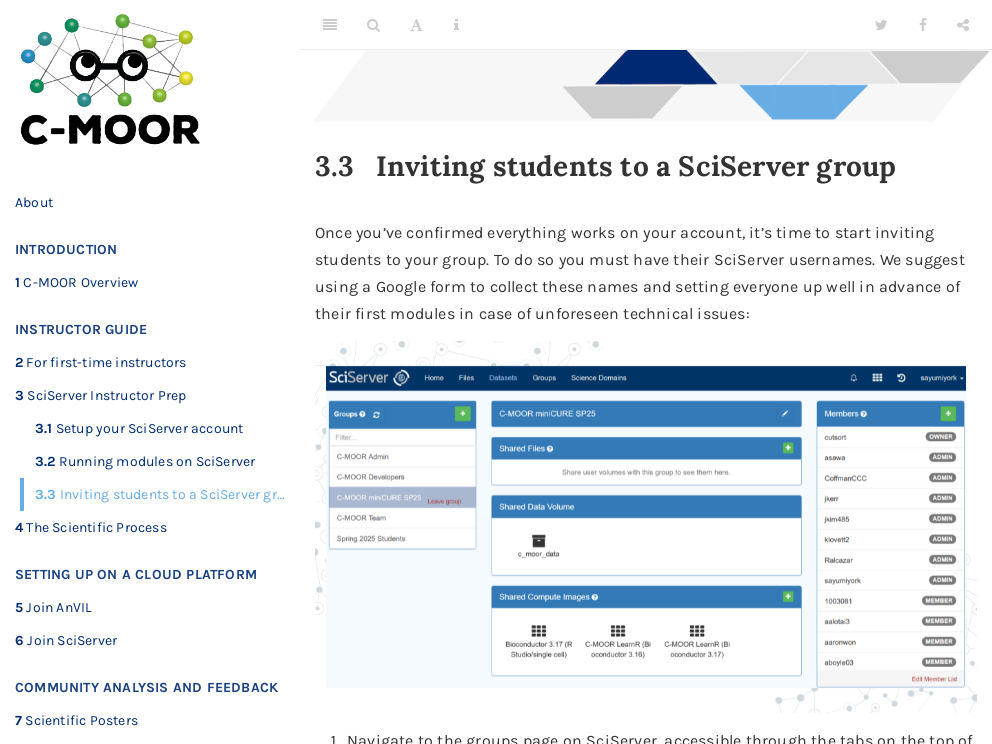 C-MOOR
About
INTRODUCTION
1 C-MOOR Overview
INSTRUCTOR GUIDE
2 For first-time instructors
3 SciServer Instructor Prep
3.1 Setup your SciServer account
3.2 Running modules on SciServer
3.3 Inviting students to a SciServer gr...
4 The Scientific Process
SETTING UP ON A CLOUD PLATFORM
5 Join AnVIL
6 Join SciServer
COMMUNITY ANALYSIS AND FEEDBACK
7 Scientific Posters
3.3 Inviting students to a SciServer group
Once you've confirmed everything works on your account, it's time to start inviting
students to your group. To do so you must have their SciServer usernames. We suggest
using a Google form to collect these names and setting everyone up well in advance of
their first modules in case of unforeseen technical issues:
SciServer Home Files Datasets Groups Science Domains sayumiyork
Groups
Filter...
C-MOOR Admin
C-MOOR Developers
C-MOOR miniCURE SP25 Leave group
C-MOOR Team
Spring 2025 Students
C-MOOR miniCURE SP25
Shared Files
Share user volumes with this group to see them here.
Shared Data Volume
c_moor_data
Shared Compute Images
Bioconductor 3.17 (R C-MOOR LearnR (Bi C-MOOR LearnR (Bi
Studio/single cell) oconductor 3.16) oconductor 3.17)
Members
cutsort OWNER
asawa ADMIN
CoffmanCCC ADMIN
jkerr ADMIN
jkim485 ADMIN
klovett2 ADMIN
Ralcazar ADMIN
sayumiyork ADMIN
1003081 MEMBER
aalotai3 MEMBER
aaronwon MEMBER
aboyle03 MEMBER
Edit Member List
1. Navigate to the groups page on SciServer, accessible through the tabs on the top of